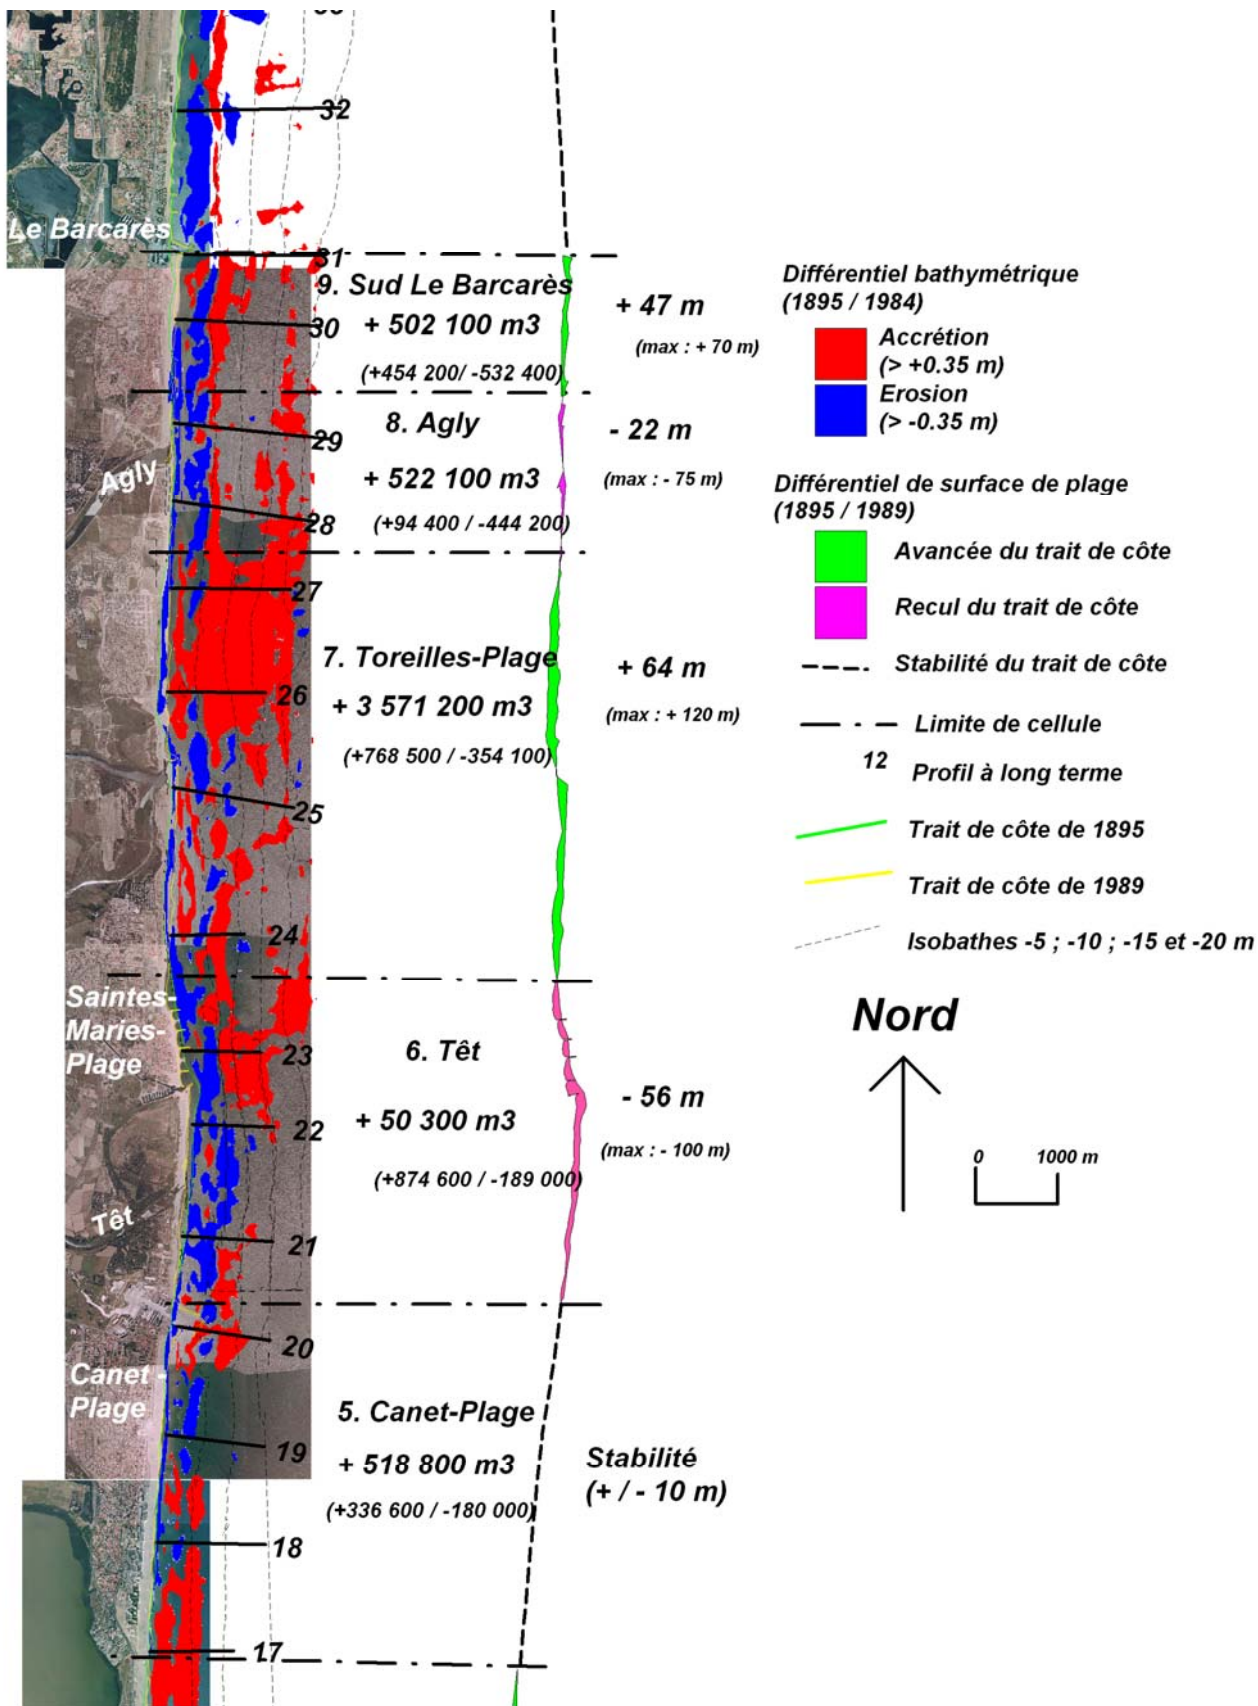 32
Le Barcarès
31
9. Sud Le Barcarès
30
+ 502 100 m3
(+454 200/ -532 400)
+ 47 m
(max : + 70 m)
8. Agly
29
Agly
+ 522 100 m3
28
(+94 400 / -444 200)
- 22 m
(max : - 75 m)
27
7. Toreilles-Plage
26
+ 3 571 200 m3
(+768 500 / -354 100)
+ 64 m
(max : + 120 m)
25
24
Saintes-
Maries-
Plage
23
6. Têt
22
+ 50 300 m3
(+874 600 / -189 000)
- 56 m
(max : - 100 m)
Têt
21
20
Canet -
Plage
5. Canet-Plage
19
+ 518 800 m3
(+336 600 / -180 000)
Stabilité
(+ / - 10 m)
18
17
Différentiel bathymétrique
(1895 / 1984)
Accrétion
(> +0.35 m)
Erosion
(> -0.35 m)
Différentiel de surface de plage
(1895 / 1989)
Avancée du trait de côte
Recul du trait de côte
Stabilité du trait de côte
Limite de cellule
12 Profil à long terme
Trait de côte de 1895
Trait de côte de 1989
Isobathes -5 ; -10 ; -15 et -20 m
Nord
0 1000 m